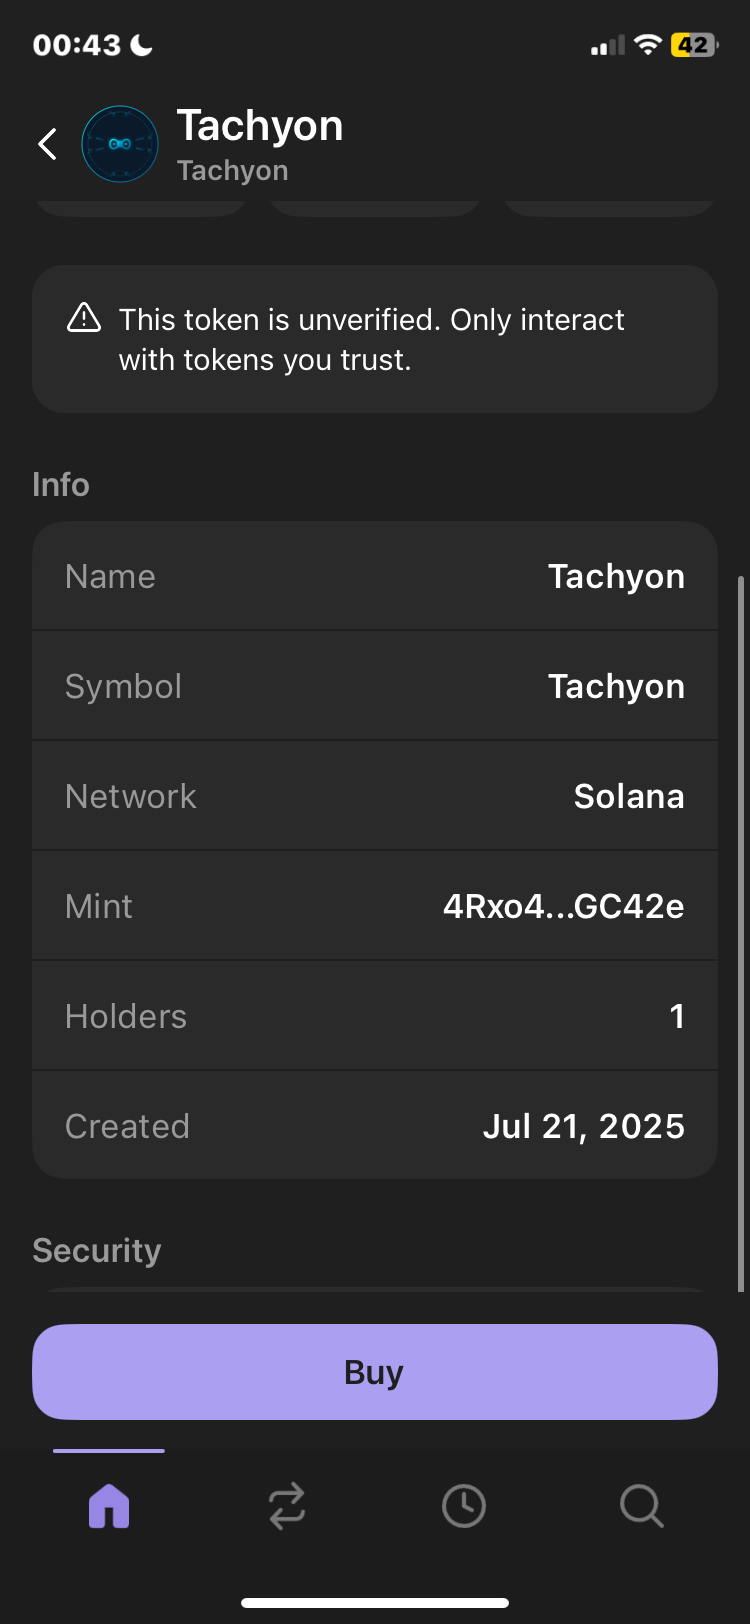 00:43
42
Tachyon
Tachyon
This token is unverified. Only interact
with tokens you trust.
Info
Name Tachyon
Symbol Tachyon
Network Solana
Mint 4Rxo4...GC42e
Holders 1
Created Jul 21, 2025
Security
Buy